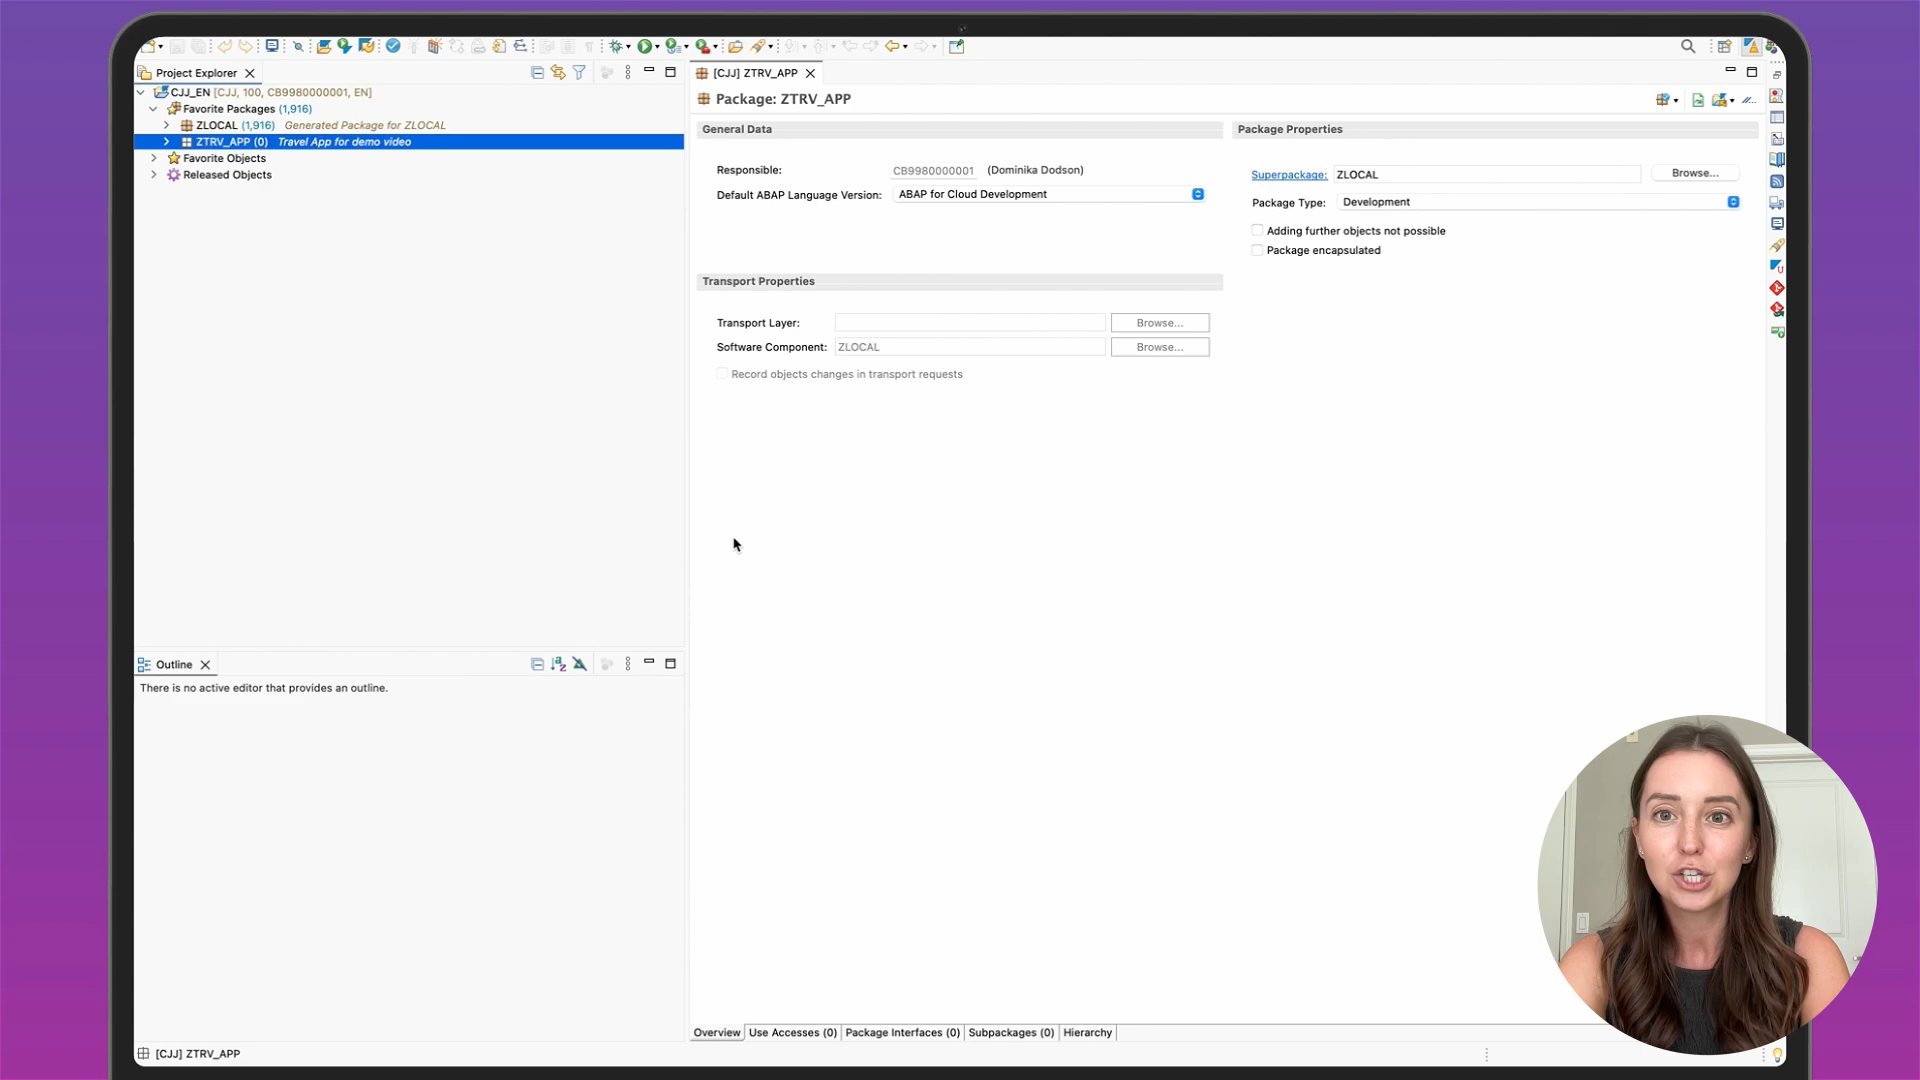 Project Explorer
CJJ_EN [CJJ, 100, CB9980000001, EN]
Favorite Packages (1,916)
ZLOCAL (1,916) Generated Package for ZLOCAL
ZTRV_APP (0) Travel App for demo video
Favorite Objects
Released Objects
[CJJ] ZTRV_APP
Package: ZTRV_APP
General Data
Responsible: CB9980000001 (Dominika Dodson)
Default ABAP Language Version: ABAP for Cloud Development
Package Properties
Superpackage: ZLOCAL Browse...
Package Type: Development
Adding further objects not possible
Package encapsulated
Transport Properties
Transport Layer: Browse...
Software Component: ZLOCAL Browse...
Record objects changes in transport requests
Outline
There is no active editor that provides an outline.
Overview Use Accesses (0) Package Interfaces (0) Subpackages (0) Hierarchy
[CJJ] ZTRV_APP